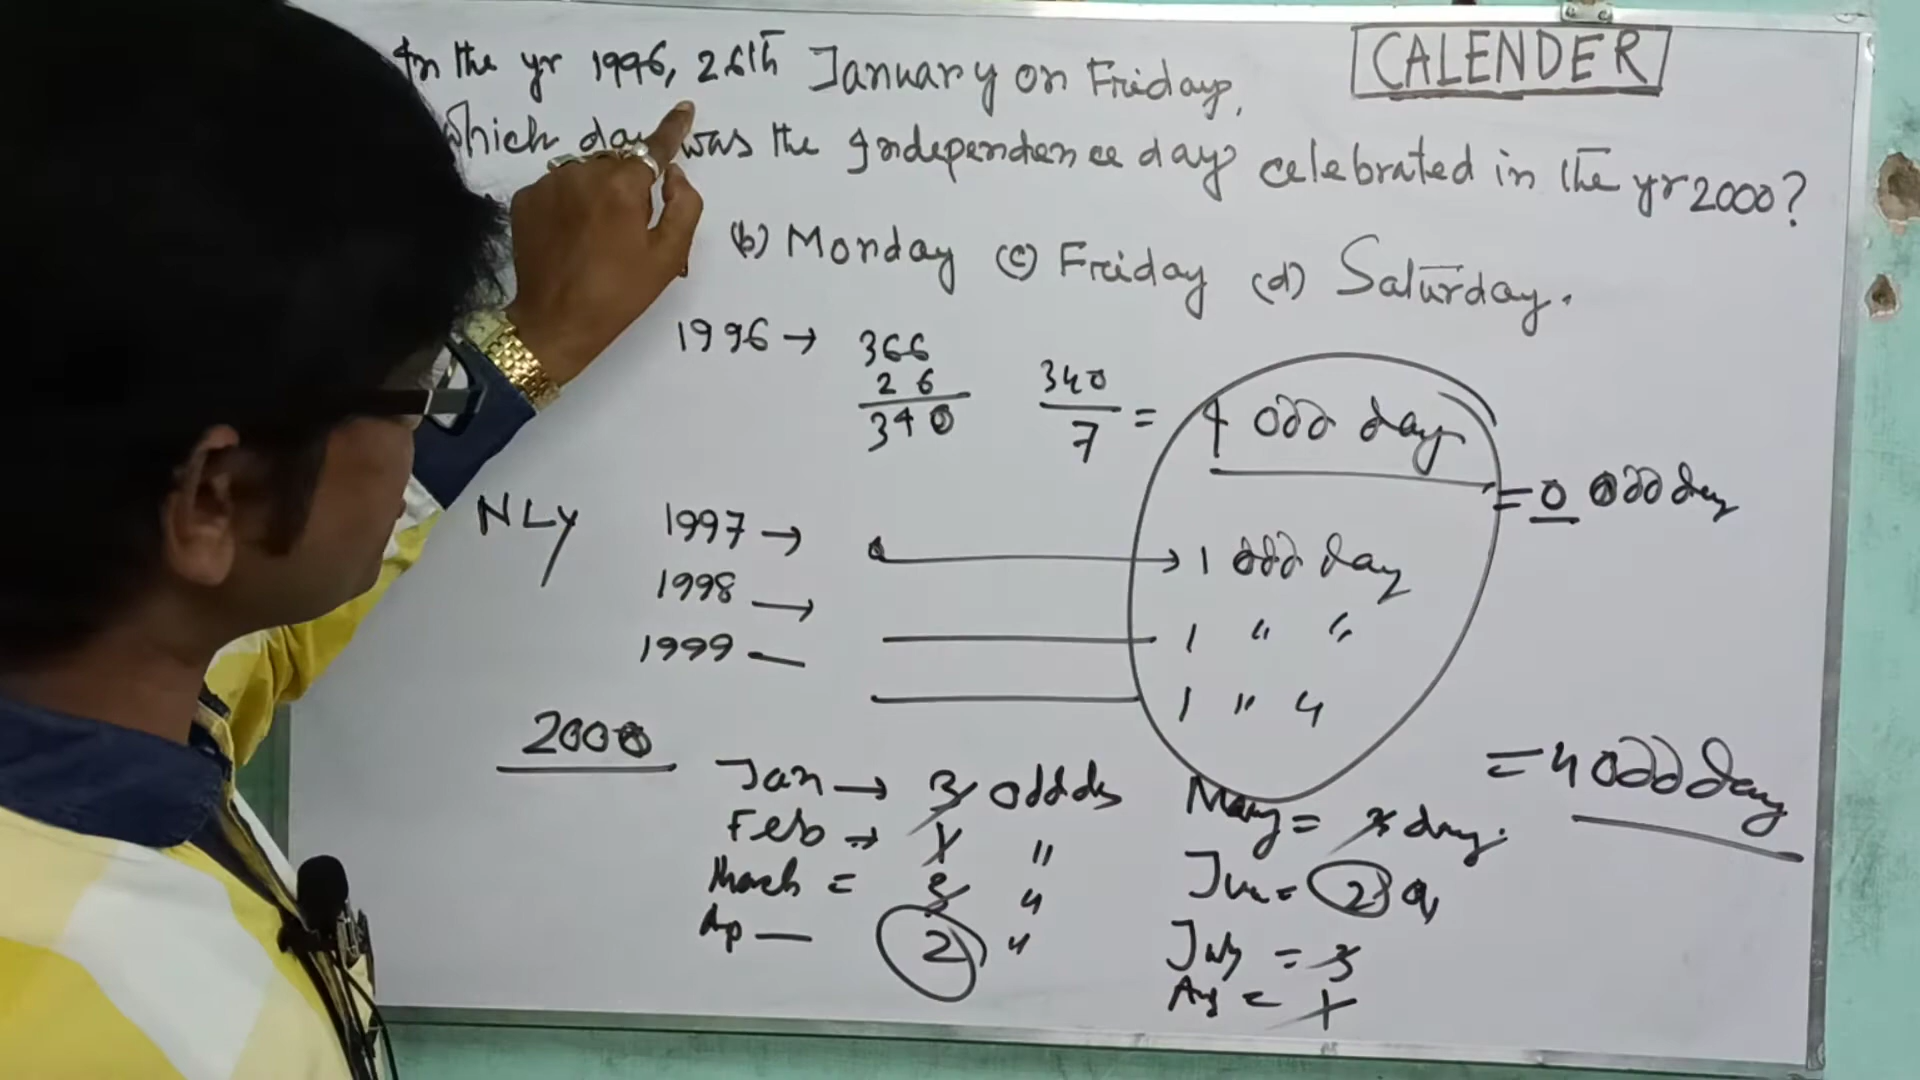 In the yr 1996, 26th January on Friday,
CALENDER
which day was the Independence day celebrated in the yr 2000?
(b) Monday (c) Friday (d) Saturday.
1996 → 366
26
340
340
7
= 4 odd day
= 0 odd day
NLY
1997 → 1 odd day
1998 → 1 " "
1999 — 1 " "
2000
Jan → 3 odd
Feb → 1 "
March = 3 "
Ap — 2 "
May = 3 day.
Jun = 2
July = 3
Aug = 1
= 4 odd day